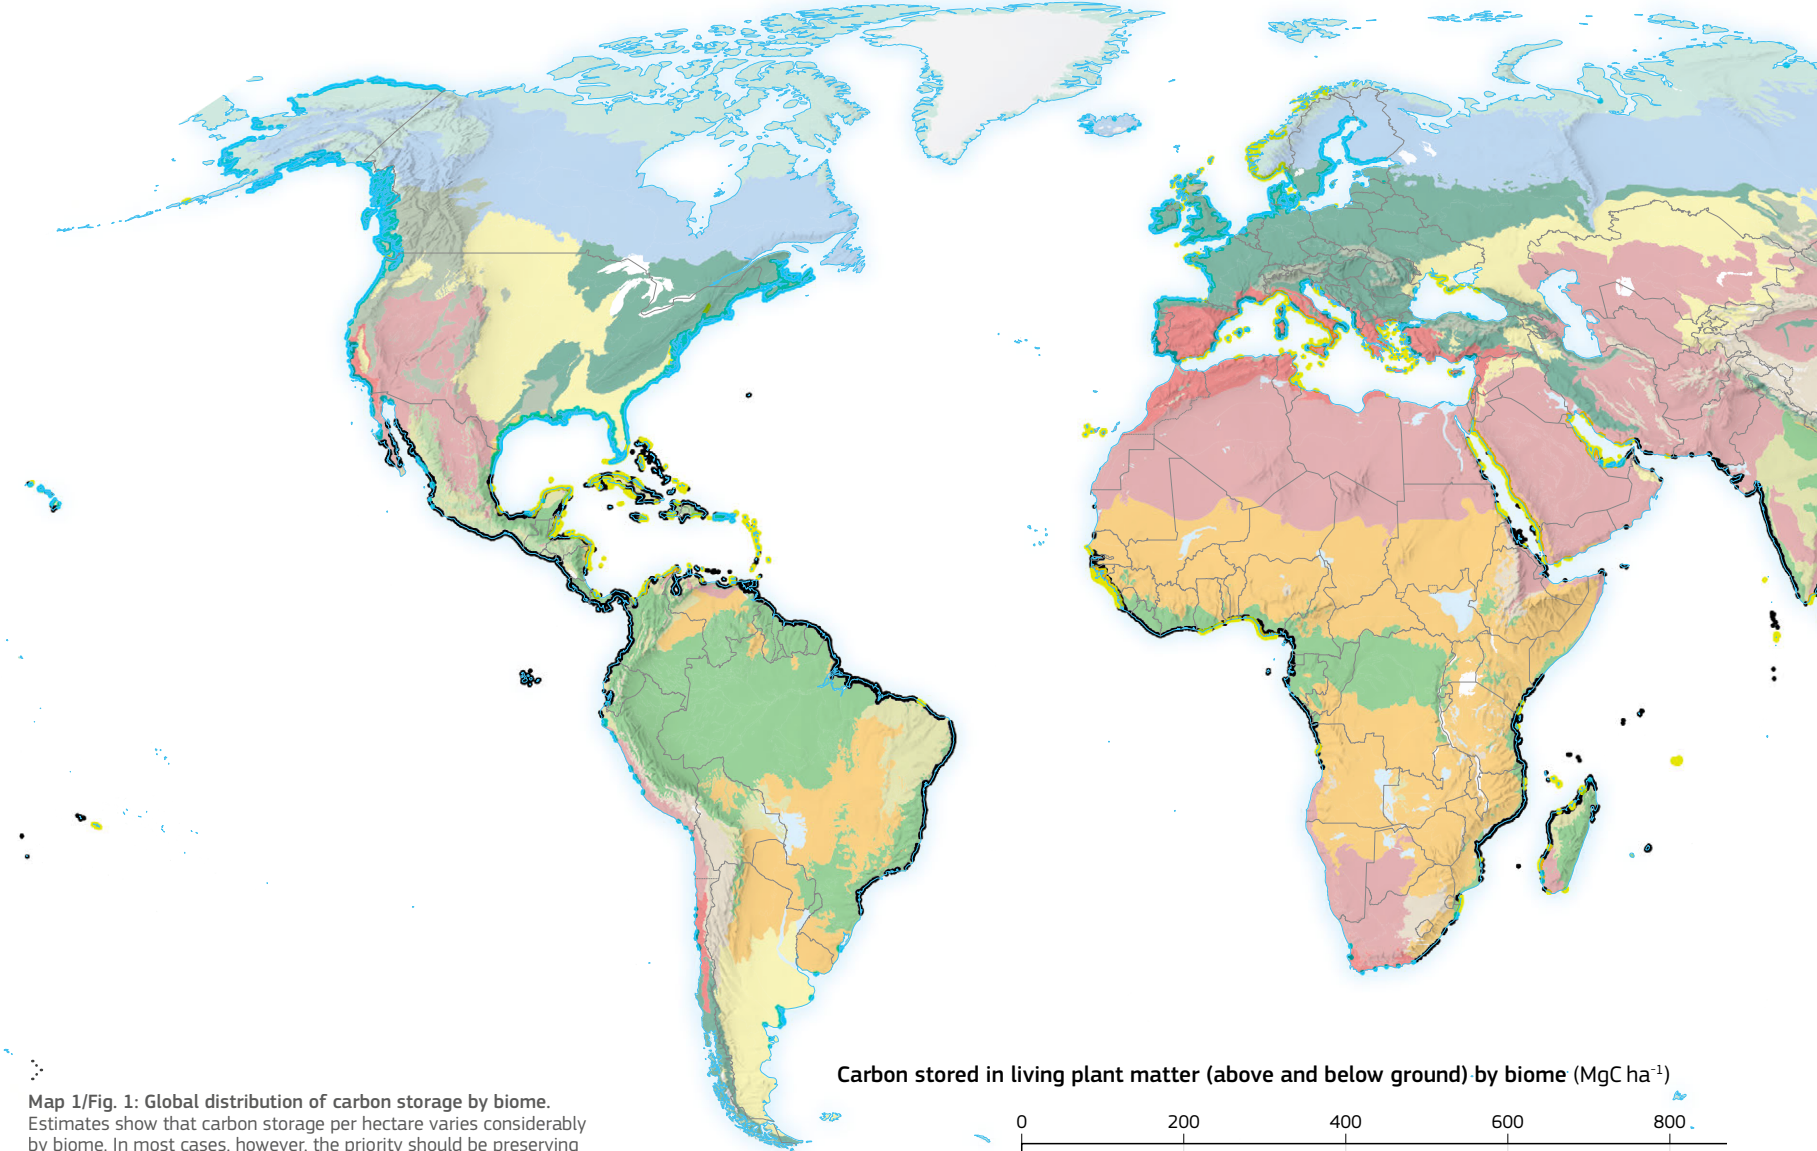 Carbon stored in living plant matter (above and below ground) by biome (MgC ha⁻¹)
0 200 400 600 800
Map 1/Fig. 1: Global distribution of carbon storage by biome.
Estimates show that carbon storage per hectare varies considerably
by biome. In most cases, however, the priority should be preserving